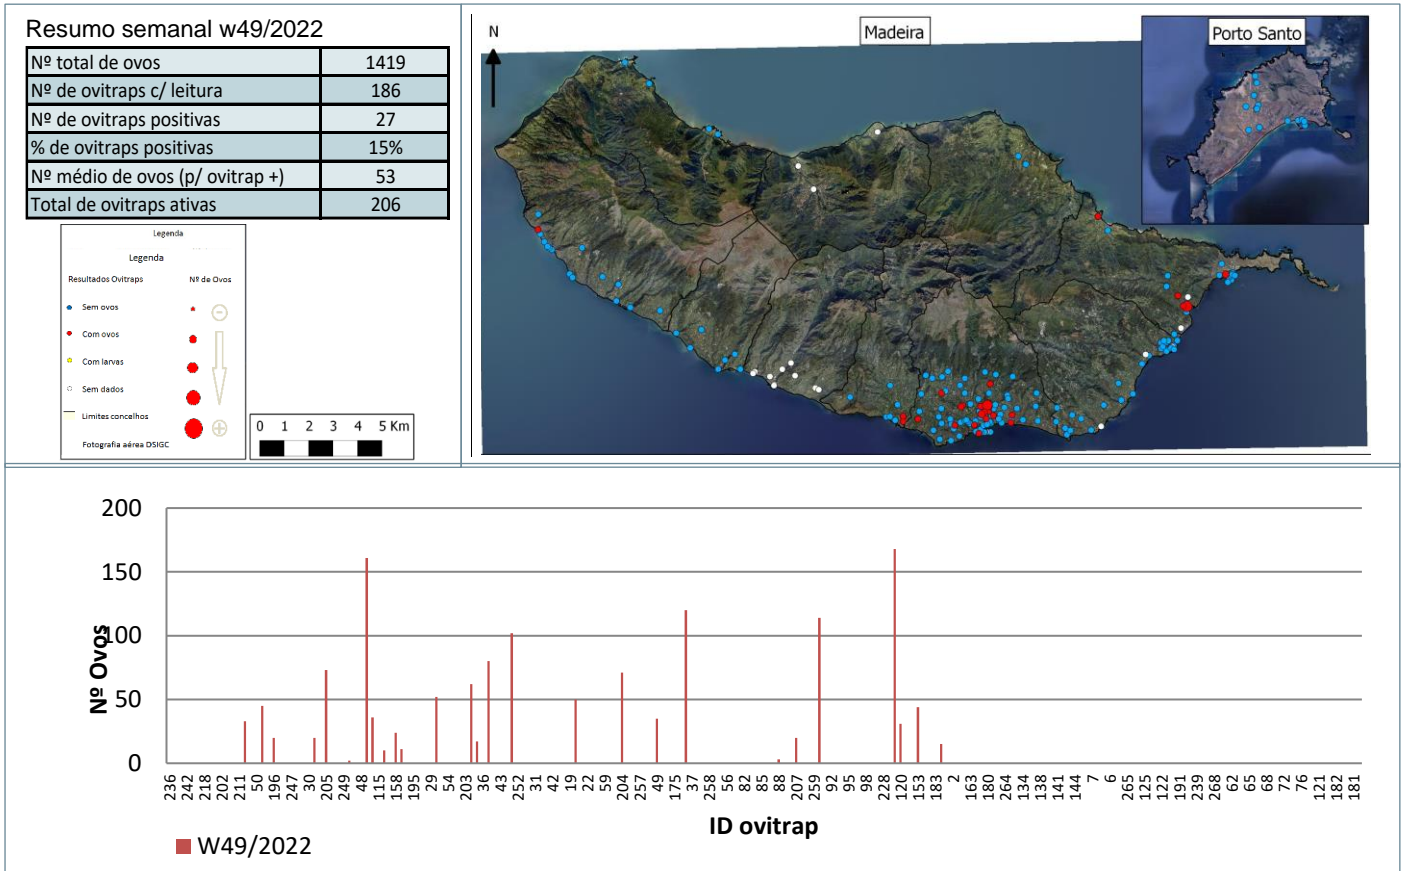 Resumo semanal w49/2022
Nº total de ovos 1419
Nº de ovitraps c/ leitura 186
Nº de ovitraps positivas 27
% de ovitraps positivas 15%
Nº médio de ovos (p/ ovitrap +) 53
Total de ovitraps ativas 206
Legenda
Legenda
Resultados Ovitraps Nº de Ovos
Sem ovos
Com ovos
Com larvas
Sem dados
Limites concelhos
Fotografia aérea DSIGC
0 1 2 3 4 5 Km
N
Madeira
Porto Santo
200
150
100
50
0
Nº Ovos
236 242 218 202 211 50 196 247 30 205 249 48 115 158 195 29 54 203 36 43 252 31 42 19 22 59 204 257 49 175 37 258 56 82 85 88 207 259 92 95 98 228 120 153 183 2 163 180 264 134 138 141 144 7 6 265 125 122 191 239 268 62 65 68 72 76 121 182 181
ID ovitrap
W49/2022